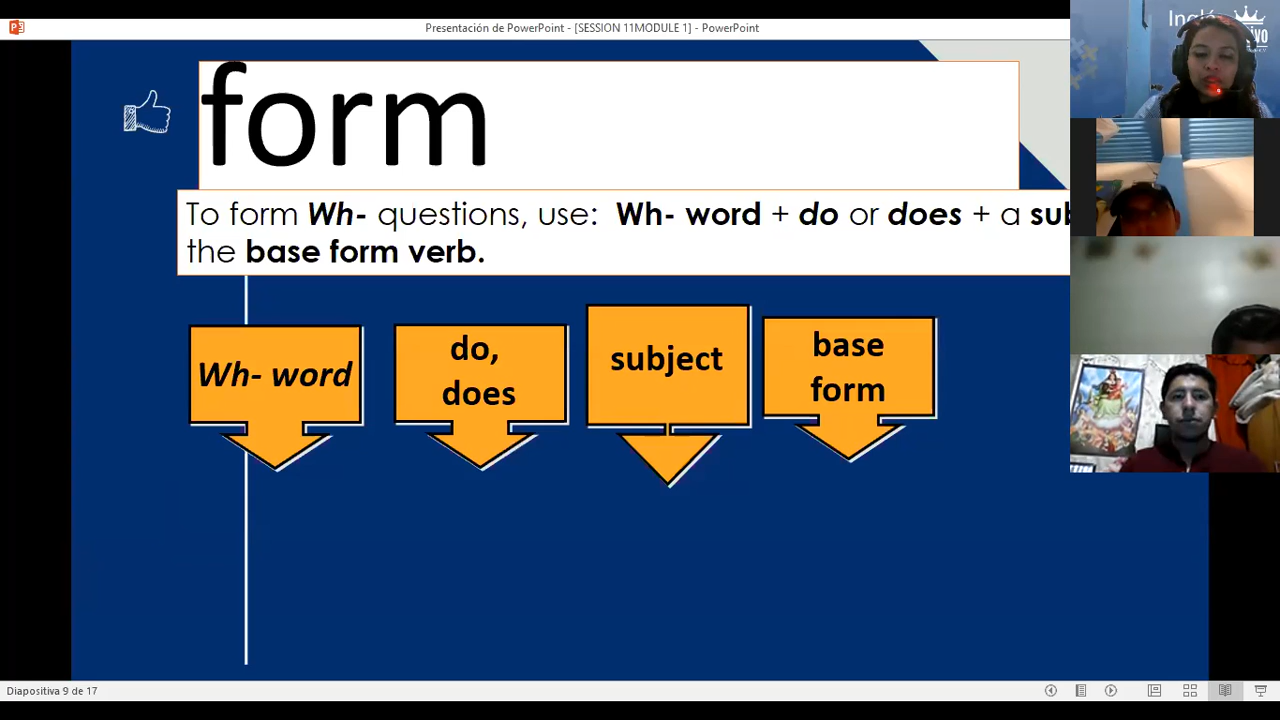 Presentación de PowerPoint - [SESSION 11MODULE 1] - PowerPoint
form
To form Wh- questions, use: Wh- word + do or does + a
the base form verb.
Wh- word
do,
does
subject
base
form
Diapositiva 9 de 17